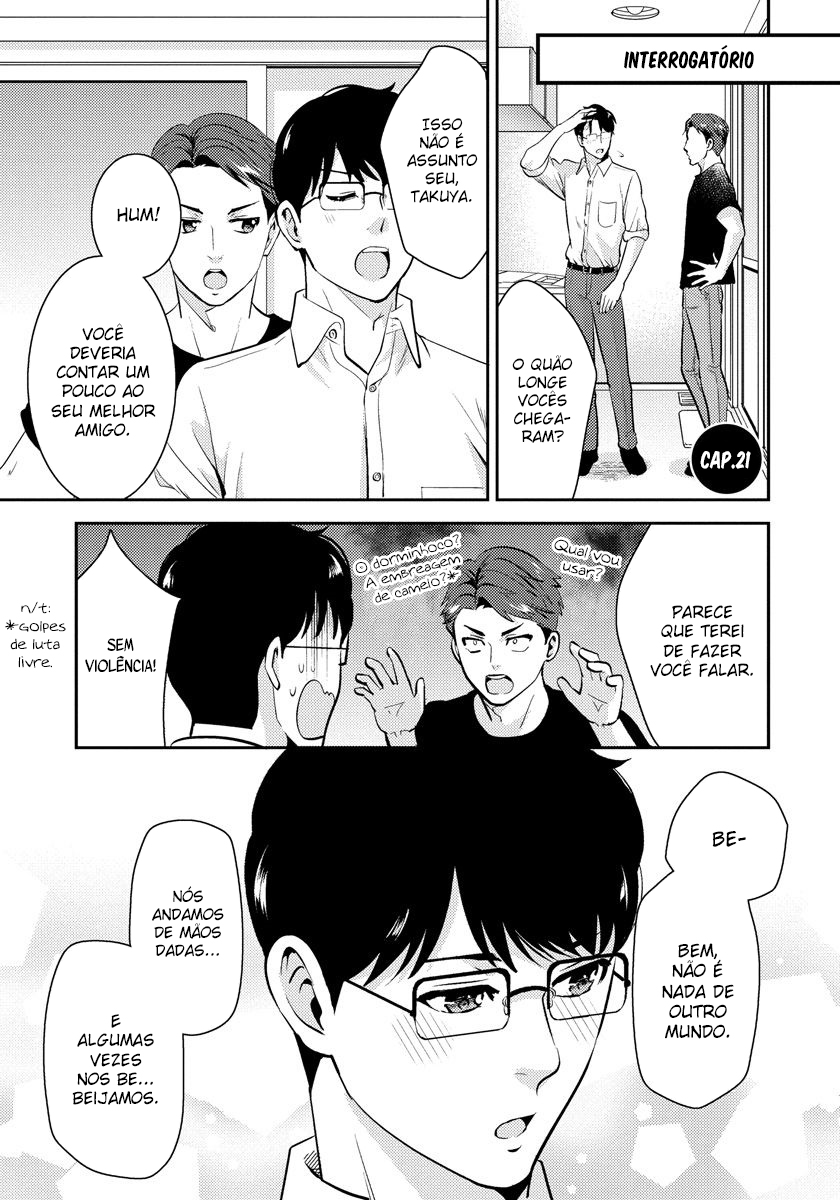 INTERROGATÓRIO
O QUÃO
LONGE
VOCÊS
CHEGA-
RAM?
CAP.21
ISSO
NÃO É
ASSUNTO
SEU,
TAKUYA.
HUM!
VOCÊ
DEVERIA
CONTAR UM
POUCO AO
SEU MELHOR
AMIGO.
PARECE
QUE TEREI
DE FAZER
VOCÊ FALAR.
Qual vou
usar?
O dorminhoco?
A embreagem
de camelo?*
SEM
VIOLÊNCIA!
n/t:
*Golpes
de luta
livre.
BE-
BEM,
NÃO É
NADA DE
OUTRO
MUNDO.
NÓS
ANDAMOS
DE MÃOS
DADAS...
E
ALGUMAS
VEZES
NOS BE...
BEIJAMOS.